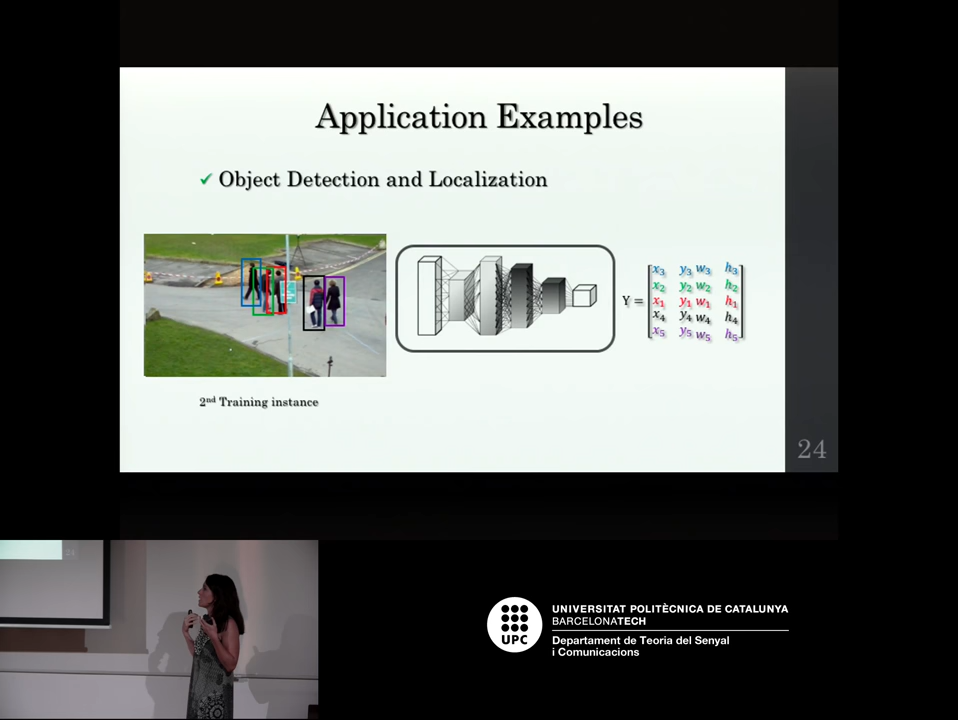 Application Examples
✓ Object Detection and Localization
Y =
x₃ y₃ w₃ h₃
x₂ y₂ w₂ h₂
x₁ y₁ w₁ h₁
x₄ y₄ w₄ h₄
x₅ y₅ w₅ h₅
2nd Training instance
24
UPC
UNIVERSITAT POLITÈCNICA DE CATALUNYA
BARCELONATECH
Departament de Teoria del Senyal
i Comunicacions